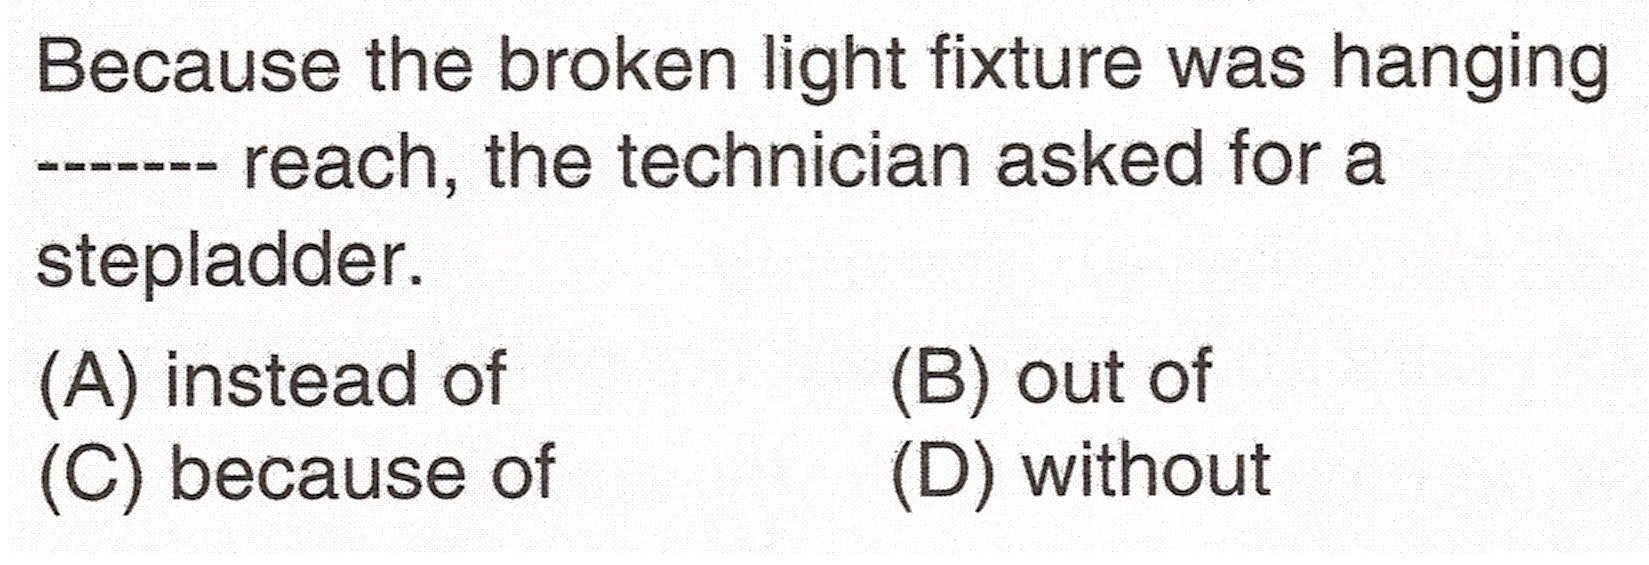 Because the broken light fixture was hanging
------- reach, the technician asked for a
stepladder.
(A) instead of (B) out of
(C) because of (D) without